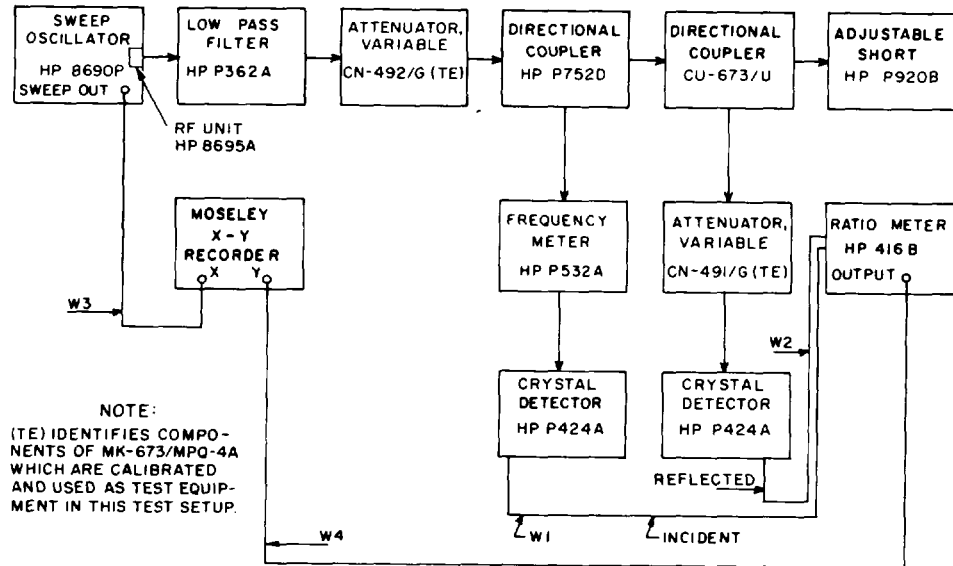 SWEEP
OSCILLATOR
HP 8690P
SWEEP OUT
LOW PASS
FILTER
HP P362A
ATTENUATOR,
VARIABLE
CN-492/G (TE)
DIRECTIONAL
COUPLER
HP P752D
DIRECTIONAL
COUPLER
CU-673/U
ADJUSTABLE
SHORT
HP P920B
RF UNIT
HP 8695A
MOSELEY
X-Y
RECORDER
X Y
FREQUENCY
METER
HP P532A
ATTENUATOR,
VARIABLE
CN-491/G (TE)
RATIO METER
HP 416B
OUTPUT
W3
W2
CRYSTAL
DETECTOR
HP P424A
CRYSTAL
DETECTOR
HP P424A
NOTE:
(TE) IDENTIFIES COMPO-
NENTS OF MK-673/MPQ-4A
WHICH ARE CALIBRATED
AND USED AS TEST EQUIP-
MENT IN THIS TEST SETUP.
REFLECTED
W4
W1
INCIDENT